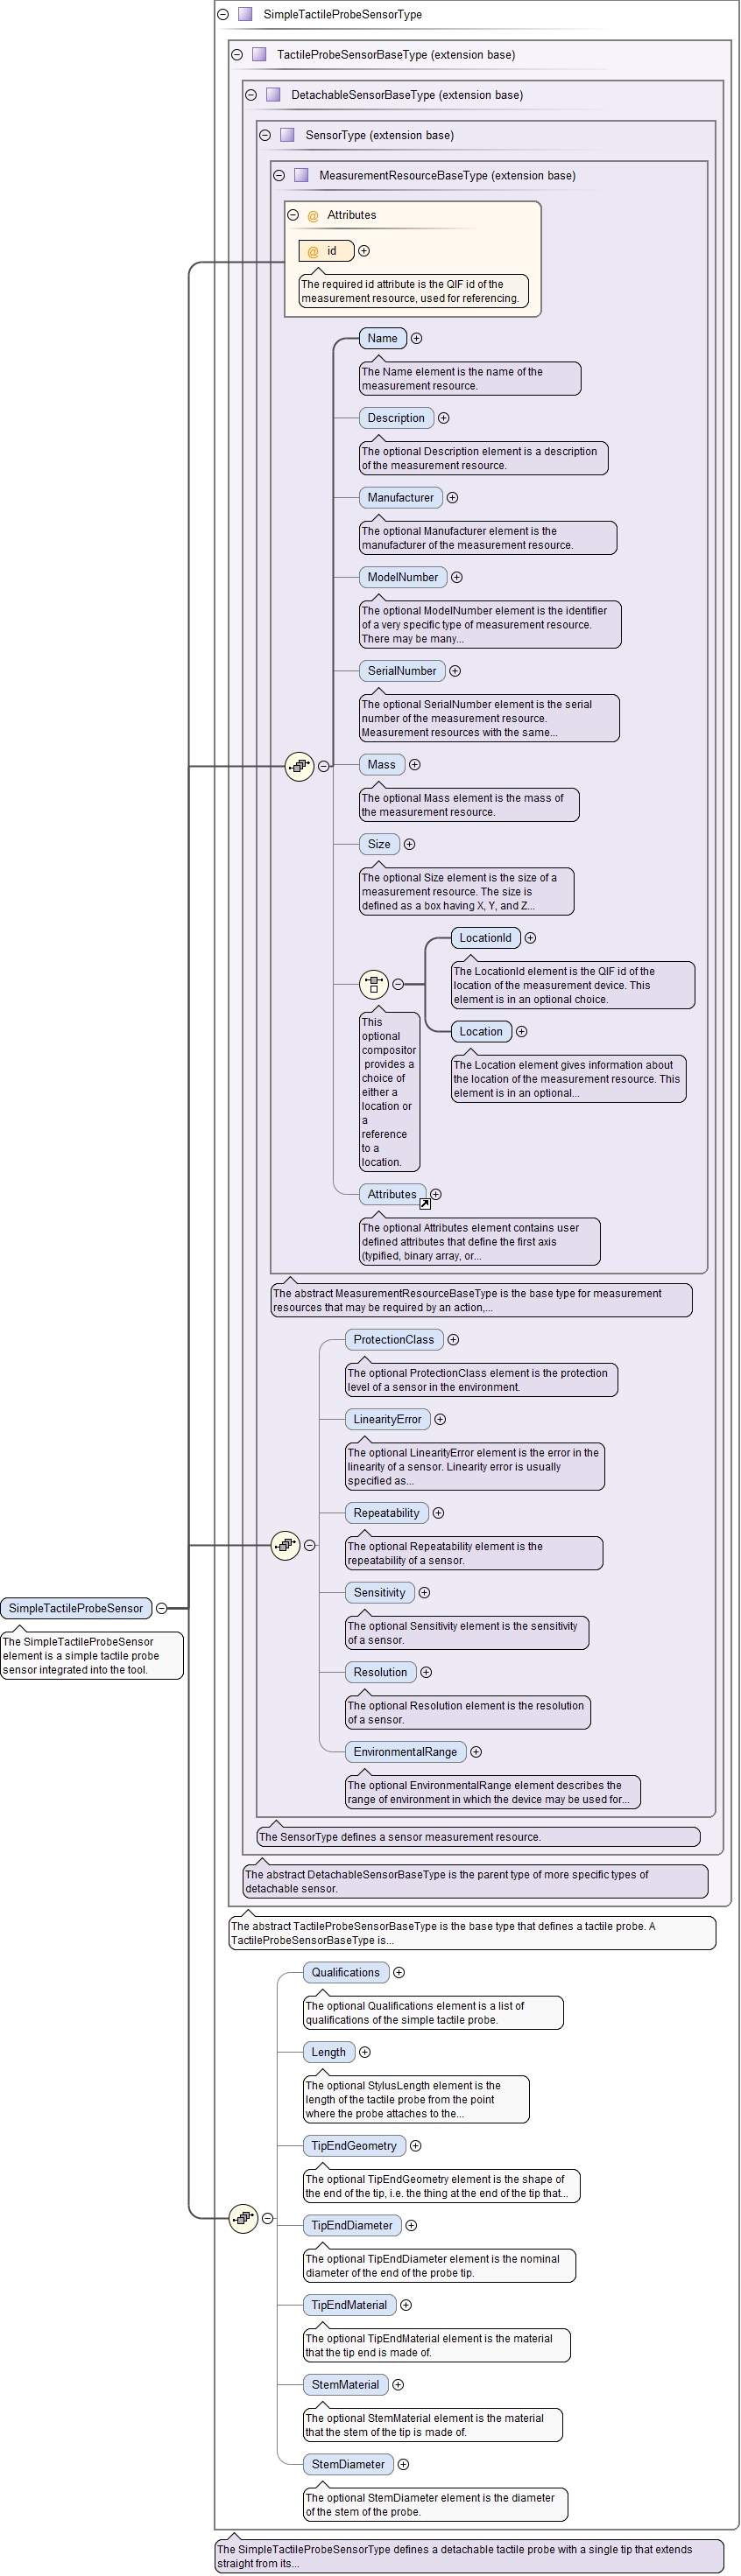 SimpleTactileProbeSensorType
TactileProbeSensorBaseType (extension base)
DetachableSensorBaseType (extension base)
SensorType (extension base)
MeasurementResourceBaseType (extension base)
@ Attributes
@ id
The required id attribute is the QIF id of the
measurement resource, used for referencing.
Name
The Name element is the name of the
measurement resource.
Description
The optional Description element is a description
of the measurement resource.
Manufacturer
The optional Manufacturer element is the
manufacturer of the measurement resource.
ModelNumber
The optional ModelNumber element is the identifier
of a very specific type of measurement resource.
There may be many...
SerialNumber
The optional SerialNumber element is the serial
number of the measurement resource.
Measurement resources with the same...
Mass
The optional Mass element is the mass of
the measurement resource.
Size
The optional Size element is the size of a
measurement resource. The size is
defined as a box having X, Y, and Z...
LocationId
The LocationId element is the QIF id of the
location of the measurement device. This
element is in an optional choice.
Location
The Location element gives information about
the location of the measurement resource. This
element is in an optional...
This
optional
compositor
provides a
choice of
either a
location or
a
reference
to a
location.
Attributes
The optional Attributes element contains user
defined attributes that define the first axis
(typified, binary array, or...
The abstract MeasurementResourceBaseType is the base type for measurement
resources that may be required by an action,...
ProtectionClass
The optional ProtectionClass element is the protection
level of a sensor in the environment.
LinearityError
The optional LinearityError element is the error in the
linearity of a sensor. Linearity error is usually
specified as...
Repeatability
The optional Repeatability element is the
repeatability of a sensor.
Sensitivity
The optional Sensitivity element is the sensitivity
of a sensor.
Resolution
The optional Resolution element is the resolution
of a sensor.
EnvironmentalRange
The optional EnvironmentalRange element describes the
range of environment in which the device may be used for...
The SensorType defines a sensor measurement resource.
The abstract DetachableSensorBaseType is the parent type of more specific types of
detachable sensor.
The abstract TactileProbeSensorBaseType is the base type that defines a tactile probe. A
TactileProbeSensorBaseType is...
SimpleTactileProbeSensor
The SimpleTactileProbeSensor
element is a simple tactile probe
sensor integrated into the tool.
Qualifications
The optional Qualifications element is a list of
qualifications of the simple tactile probe.
Length
The optional StylusLength element is the
length of the tactile probe from the point
where the probe attaches to the...
TipEndGeometry
The optional TipEndGeometry element is the shape of
the end of the tip, i.e. the thing at the end of the tip that...
TipEndDiameter
The optional TipEndDiameter element is the nominal
diameter of the end of the probe tip.
TipEndMaterial
The optional TipEndMaterial element is the material
that the tip end is made of.
StemMaterial
The optional StemMaterial element is the material
that the stem of the tip is made of.
StemDiameter
The optional StemDiameter element is the diameter
of the stem of the probe.
The SimpleTactileProbeSensorType defines a detachable tactile probe with a single tip that extends
straight from its...